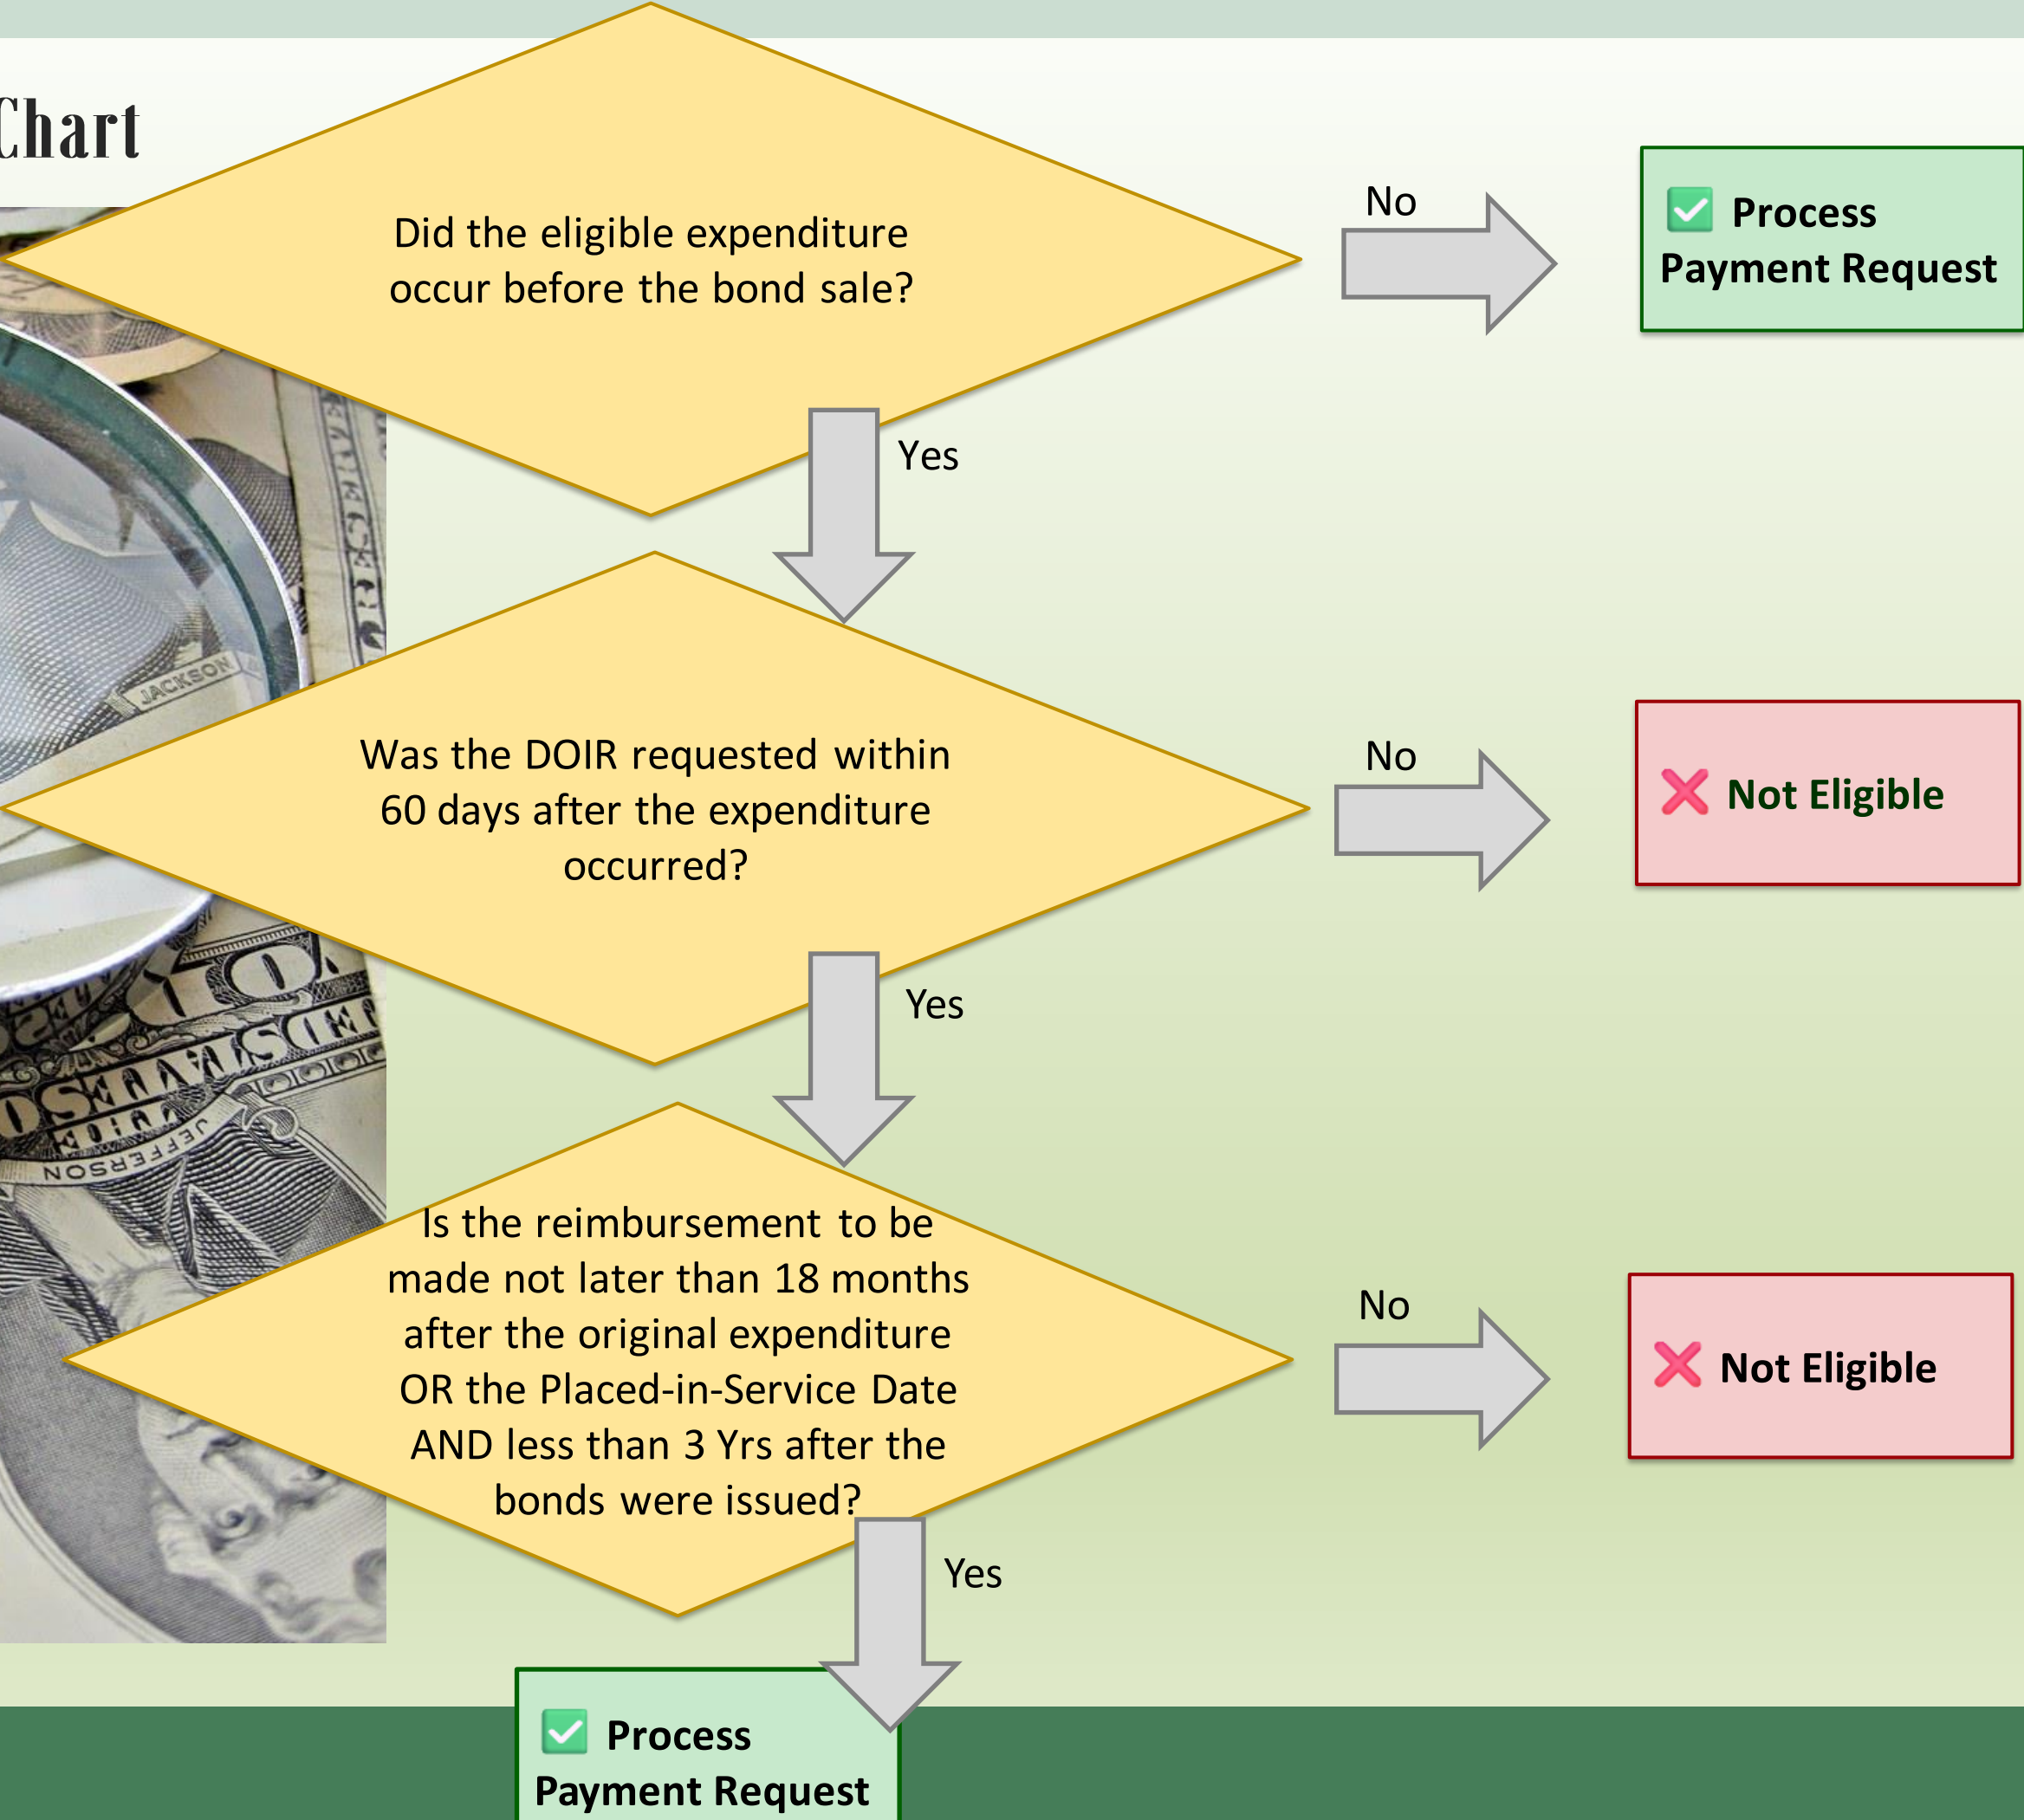 Chart
Did the eligible expenditure
occur before the bond sale?
No
✅ Process
Payment Request
Yes
Was the DOIR requested within
60 days after the expenditure
occurred?
No
❌ Not Eligible
Yes
Is the reimbursement to be
made not later than 18 months
after the original expenditure
OR the Placed-in-Service Date
AND less than 3 Yrs after the
bonds were issued?
No
❌ Not Eligible
Yes
✅ Process
Payment Request
JACKSON
JEFFERSON